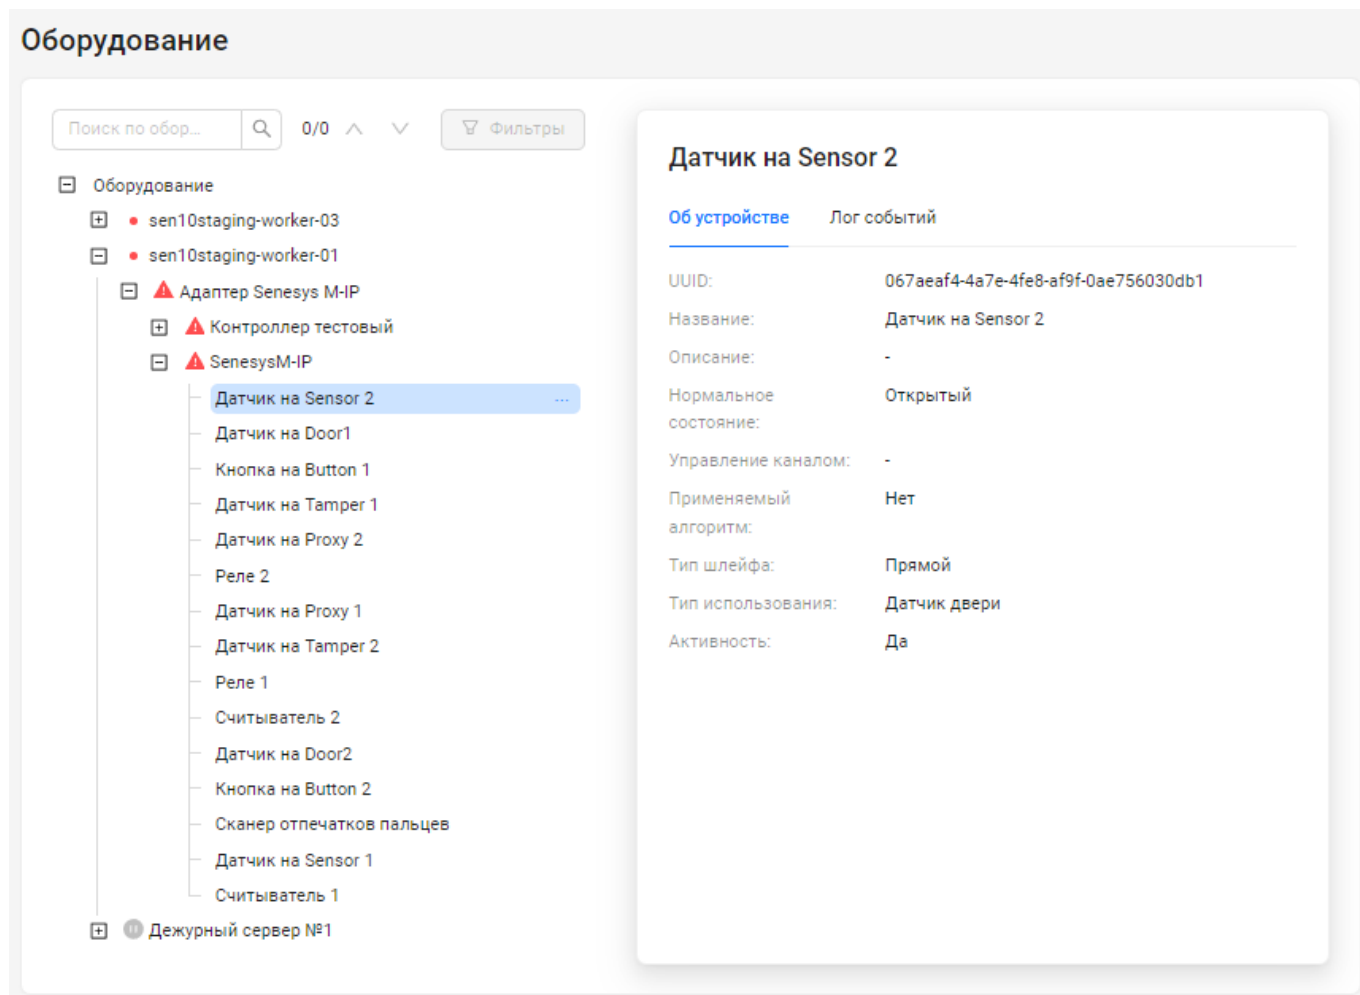 Оборудование
Поиск по обор...
0/0
Фильтры
Оборудование
sen10staging-worker-03
sen10staging-worker-01
Адаптер Senesys M-IP
Контроллер тестовый
SenesysM-IP
Датчик на Sensor 2
...
Датчик на Door1
Кнопка на Button 1
Датчик на Tamper 1
Датчик на Proxy 2
Реле 2
Датчик на Proxy 1
Датчик на Tamper 2
Реле 1
Считыватель 2
Датчик на Door2
Кнопка на Button 2
Сканер отпечатков пальцев
Датчик на Sensor 1
Считыватель 1
Дежурный сервер №1
Датчик на Sensor 2
Об устройстве Лог событий
UUID: 067aeaf4-4a7e-4fe8-af9f-0ae756030db1
Название: Датчик на Sensor 2
Описание: -
Нормальное Открытый
состояние:
Управление каналом: -
Применяемый Нет
алгоритм:
Тип шлейфа: Прямой
Тип использования: Датчик двери
Активность: Да